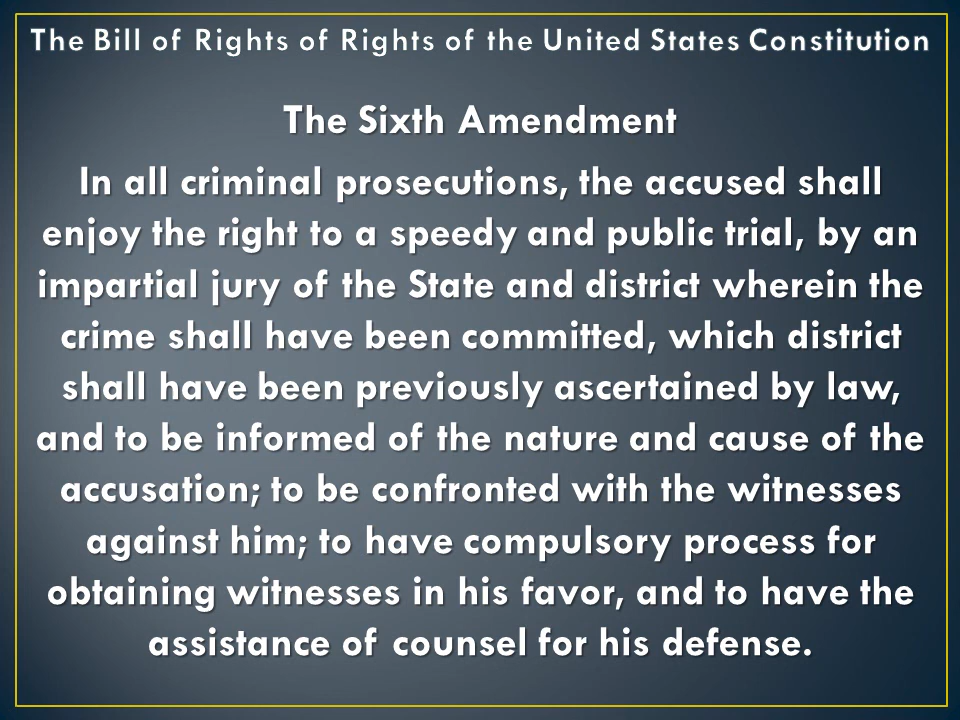 The Bill of Rights of Rights of the United States Constitution
The Sixth Amendment
In all criminal prosecutions, the accused shall
enjoy the right to a speedy and public trial, by an
impartial jury of the State and district wherein the
crime shall have been committed, which district
shall have been previously ascertained by law,
and to be informed of the nature and cause of the
accusation; to be confronted with the witnesses
against him; to have compulsory process for
obtaining witnesses in his favor, and to have the
assistance of counsel for his defense.